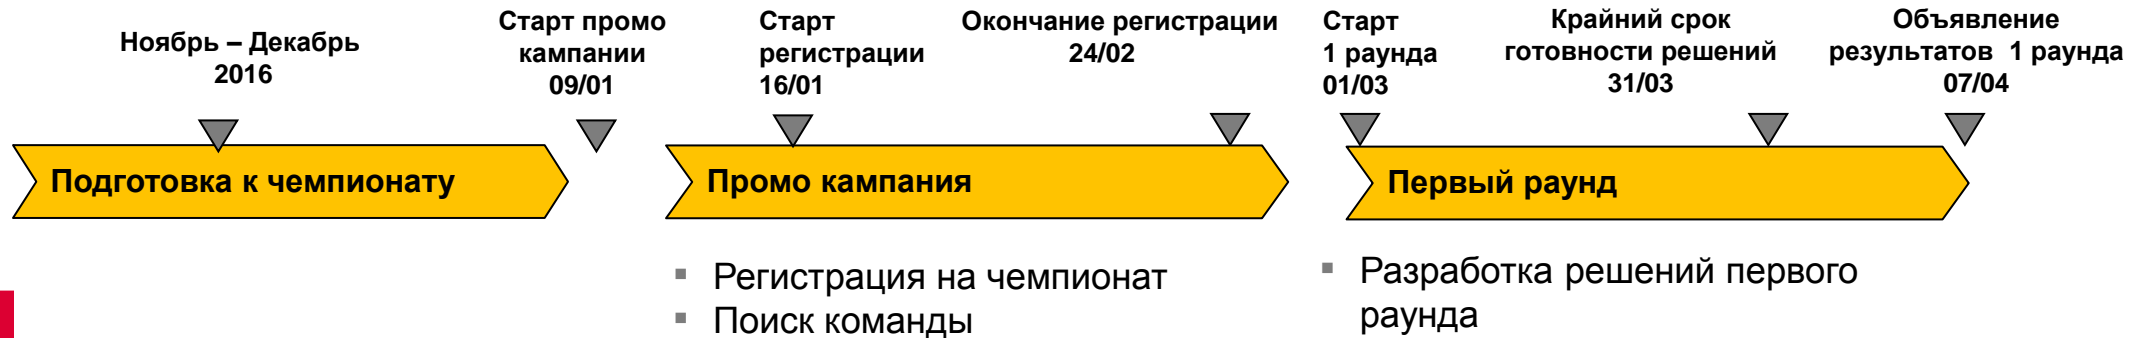 Ноябрь – Декабрь
2016
Старт промо
кампании
09/01
Старт
регистрации
16/01
Окончание регистрации
24/02
Старт
1 раунда
01/03
Крайний срок
готовности решений
31/03
Объявление
результатов 1 раунда
07/04
Подготовка к чемпионату
Промо кампания
Первый раунд
▪ Регистрация на чемпионат
▪ Поиск команды
▪ Разработка решений первого
раунда